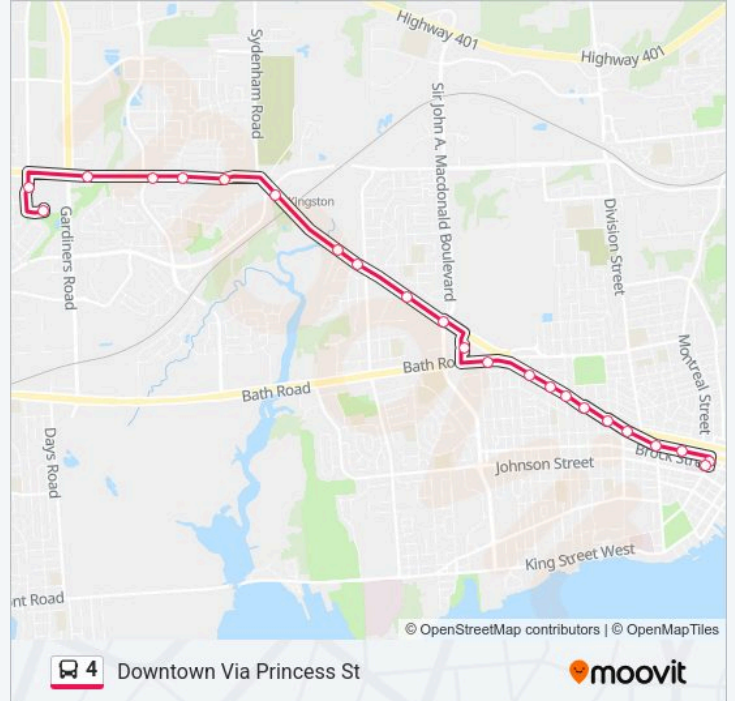 Highway 401
Highway 401
Sydenham Road
Sir John A. Macdonald Boulevard
Kingston
Division Street
Gardiners Road
Montreal Street
Bath Ro
Bath Road
Days Road
Brock Stre
Johnson Street
King Street West
nt Road
© OpenStreetMap contributors | © OpenMapTiles
4 Downtown Via Princess St
moovit